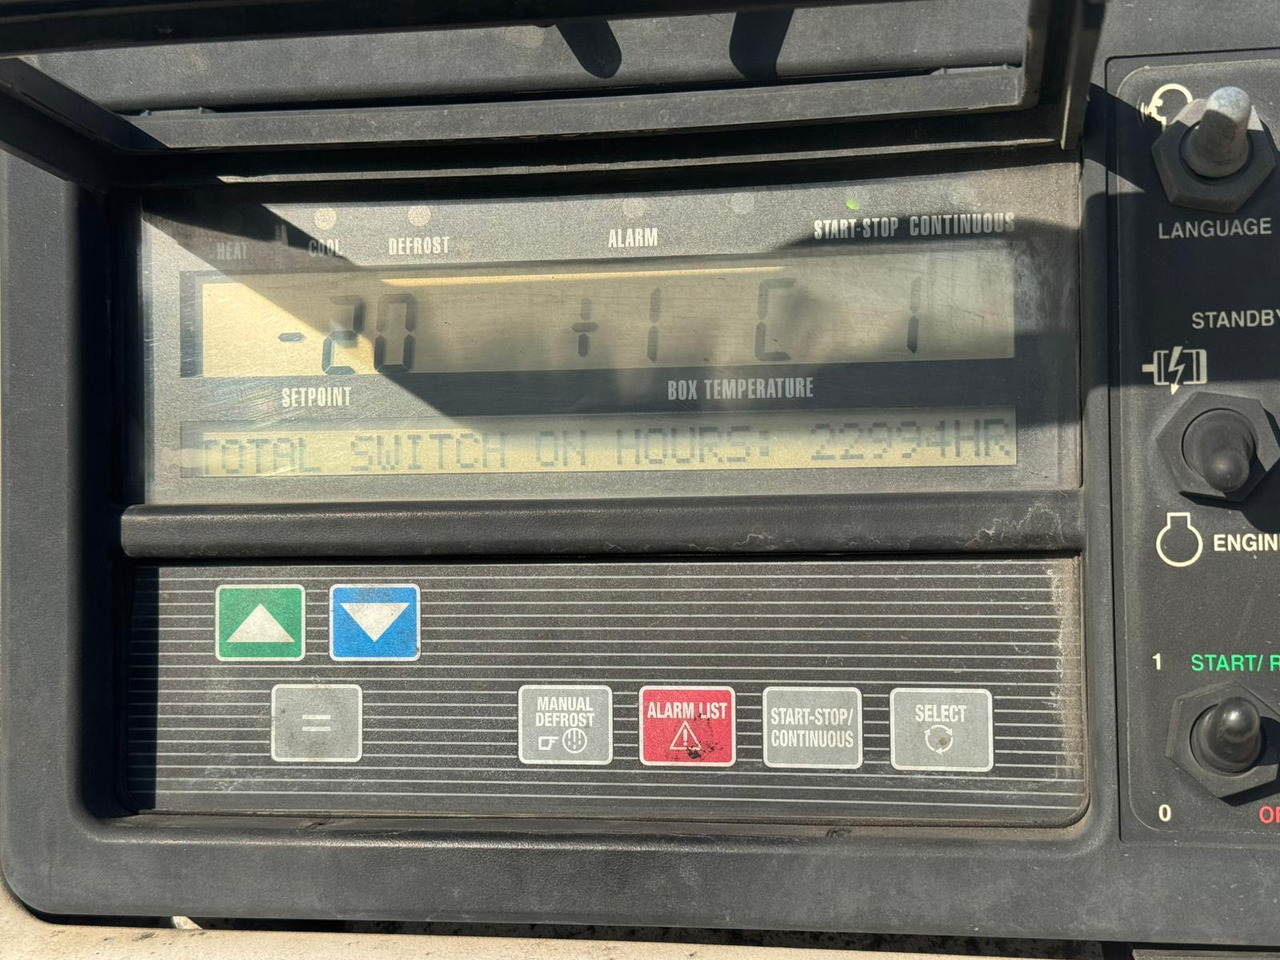 HEAT COOL DEFROST ALARM START-STOP CONTINUOUS
-20 +11.1
SETPOINT BOX TEMPERATURE
TOTAL SWITCH ON HOURS: 22994HR
MANUAL
DEFROST
ALARM LIST
START-STOP/
CONTINUOUS
SELECT
=
LANGUAGE
STANDBY
ENGIN
1 START/ R
0